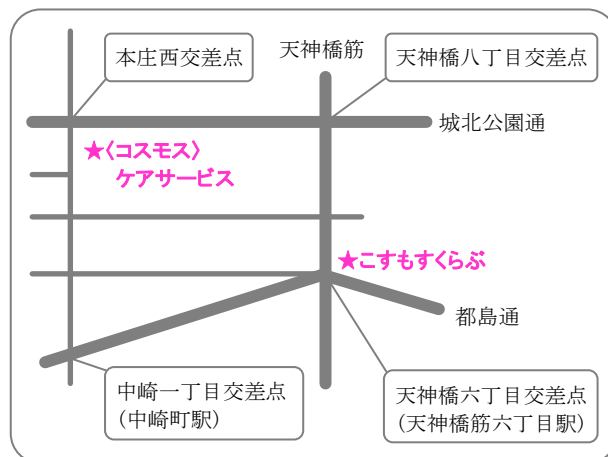 本庄西交差点
天神橋筋
天神橋八丁目交差点
城北公園通
★〈コスモス〉
ケアサービス
★こすもすくらぶ
都島通
中崎一丁目交差点
(中崎町駅)
天神橋六丁目交差点
(天神橋筋六丁目駅)